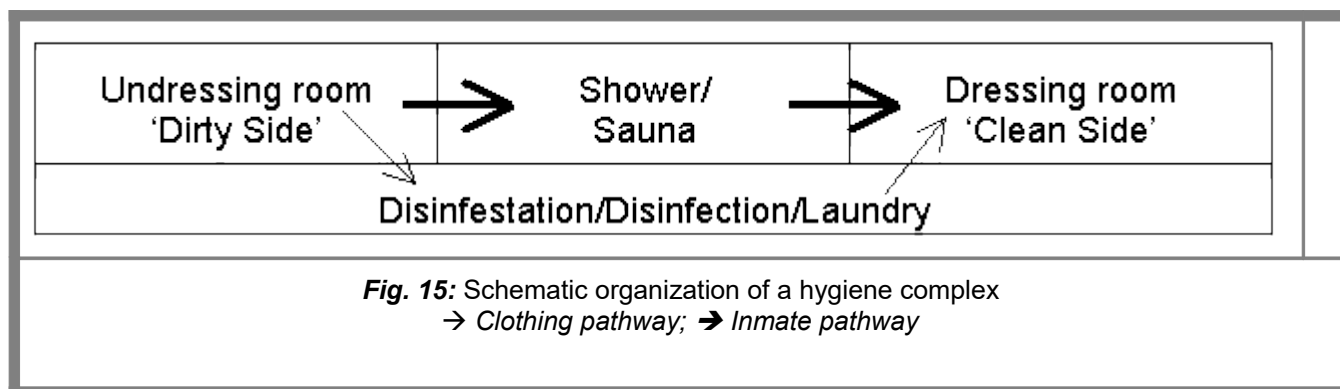 Undressing room
'Dirty Side'
Shower/
Sauna
Dressing room
'Clean Side'
Disinfestation/Disinfection/Laundry
Fig. 15: Schematic organization of a hygiene complex
→ Clothing pathway; ➔ Inmate pathway